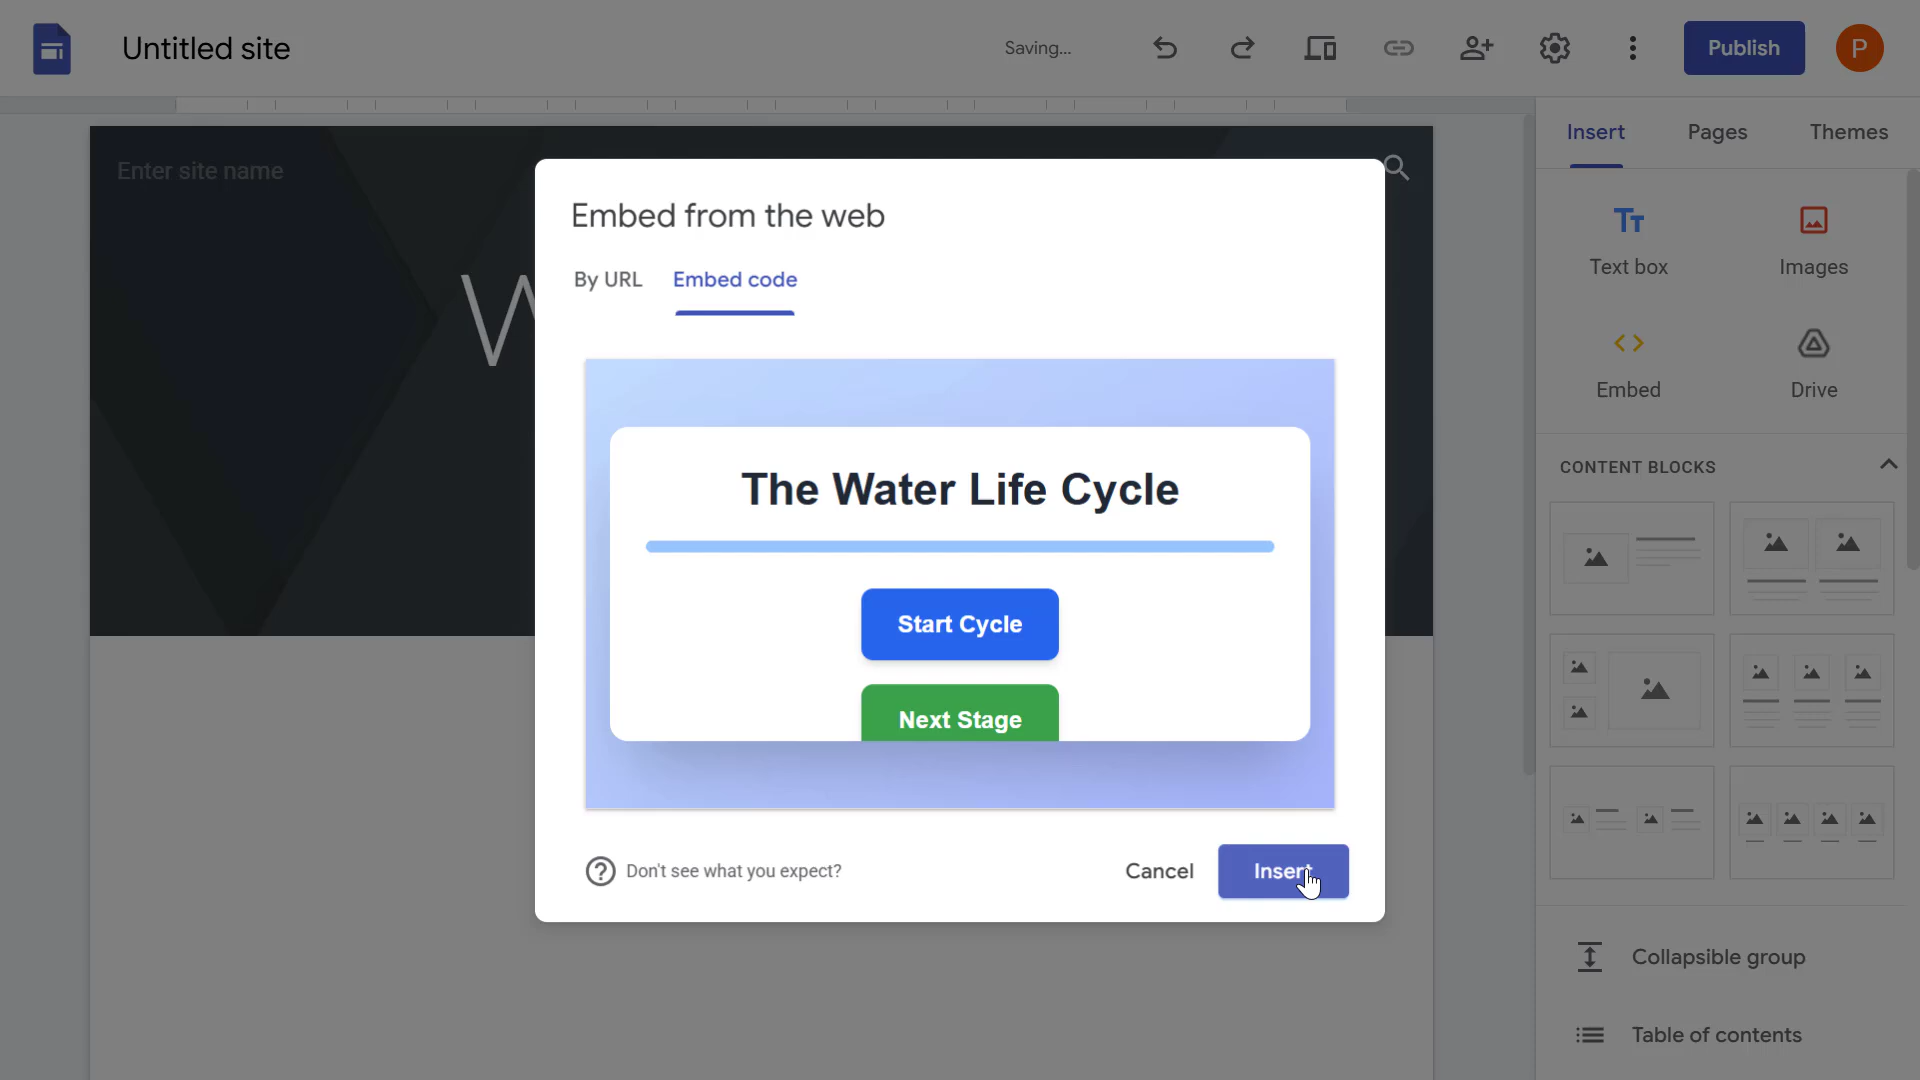 Untitled site
Saving...
Publish
P
Insert
Pages
Themes
Enter site name
W
Embed from the web
By URL
Embed code
The Water Life Cycle
Start Cycle
Next Stage
Don't see what you expect?
Cancel
Insert
Tт
Text box
Images
Embed
Drive
CONTENT BLOCKS
Collapsible group
Table of contents